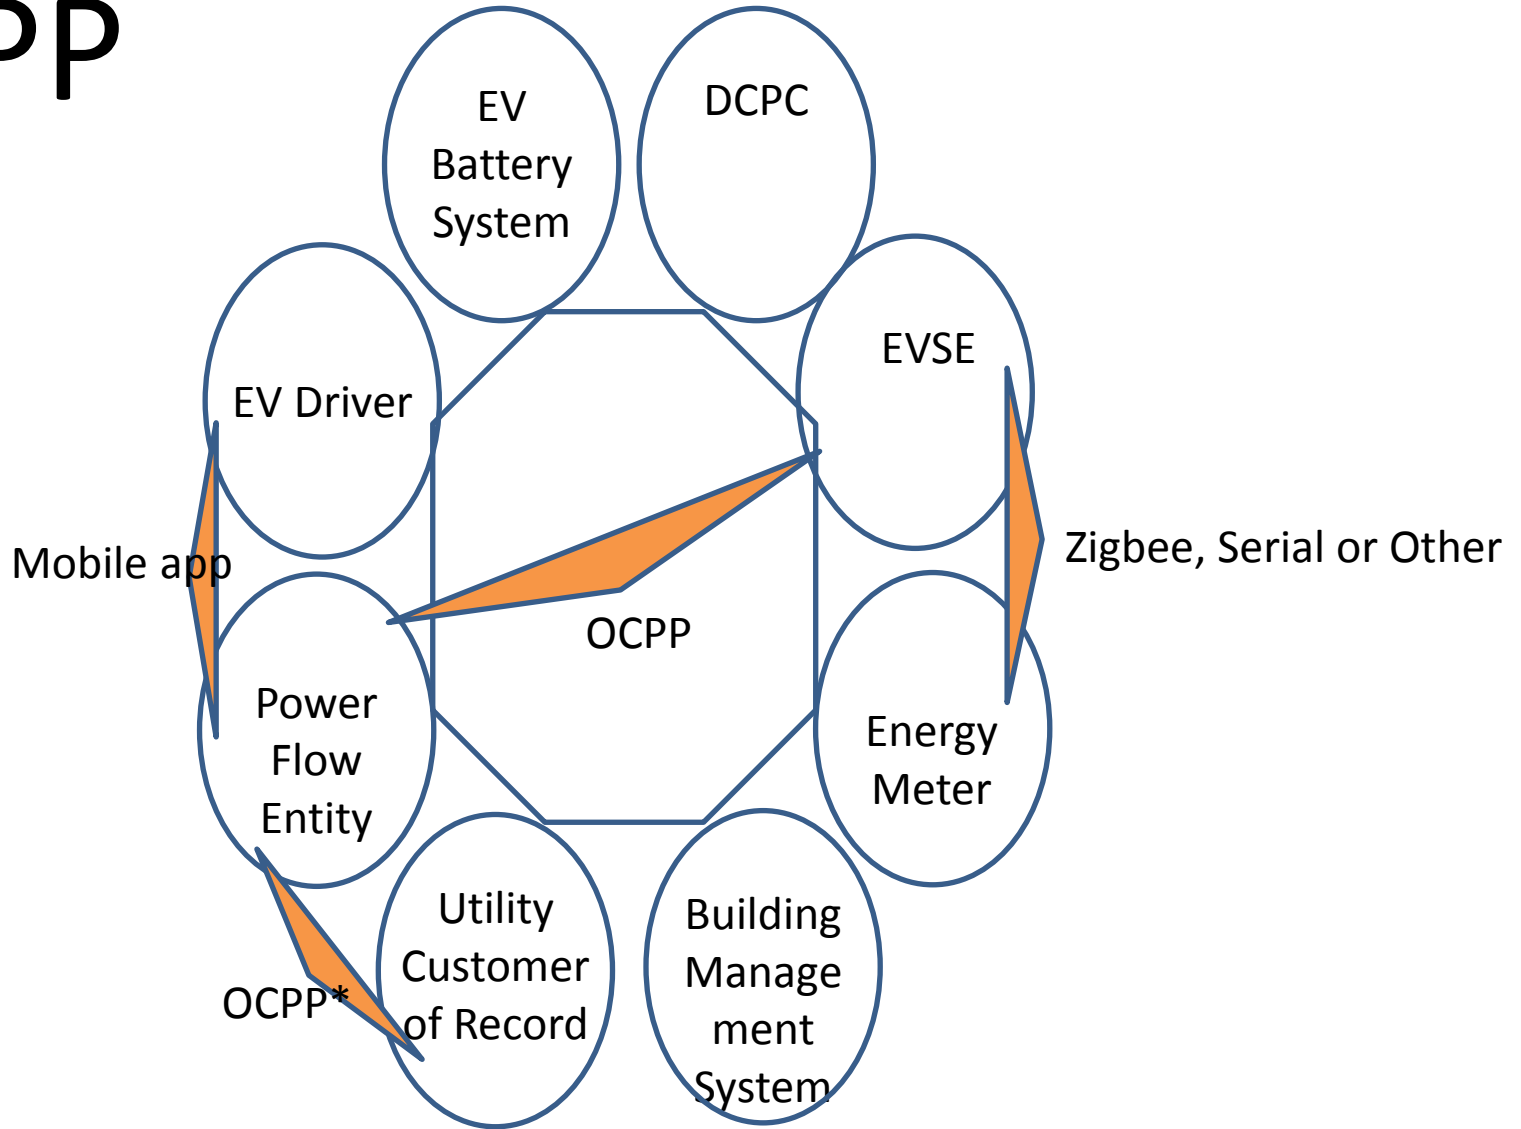 PP
EV
Battery
System
DCPC
EVSE
EV Driver
Mobile app
Zigbee, Serial or Other
OCPP
Power
Flow
Entity
Energy
Meter
Utility
Customer
of Record
Building
Manage
ment
System
OCPP*